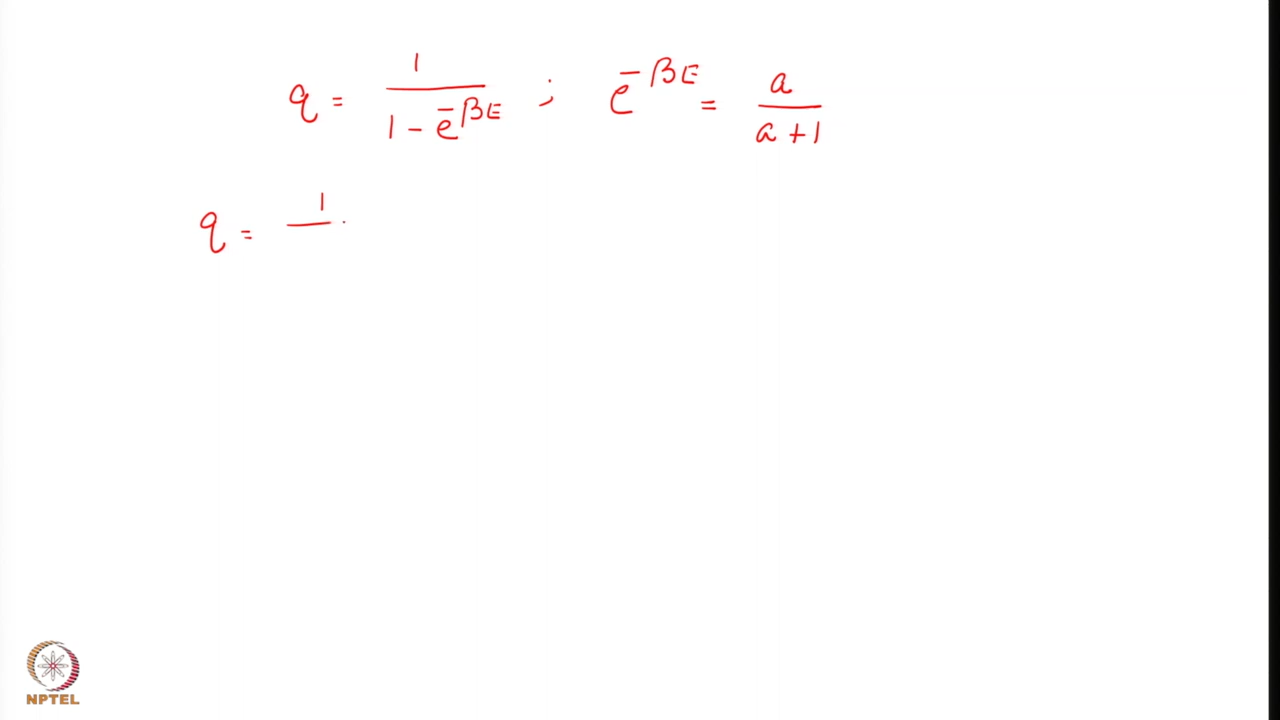 q = 1 / (1 - e^{-βE}) ; e^{-βE} = a / (a + 1)
q = 1 /
NPTEL